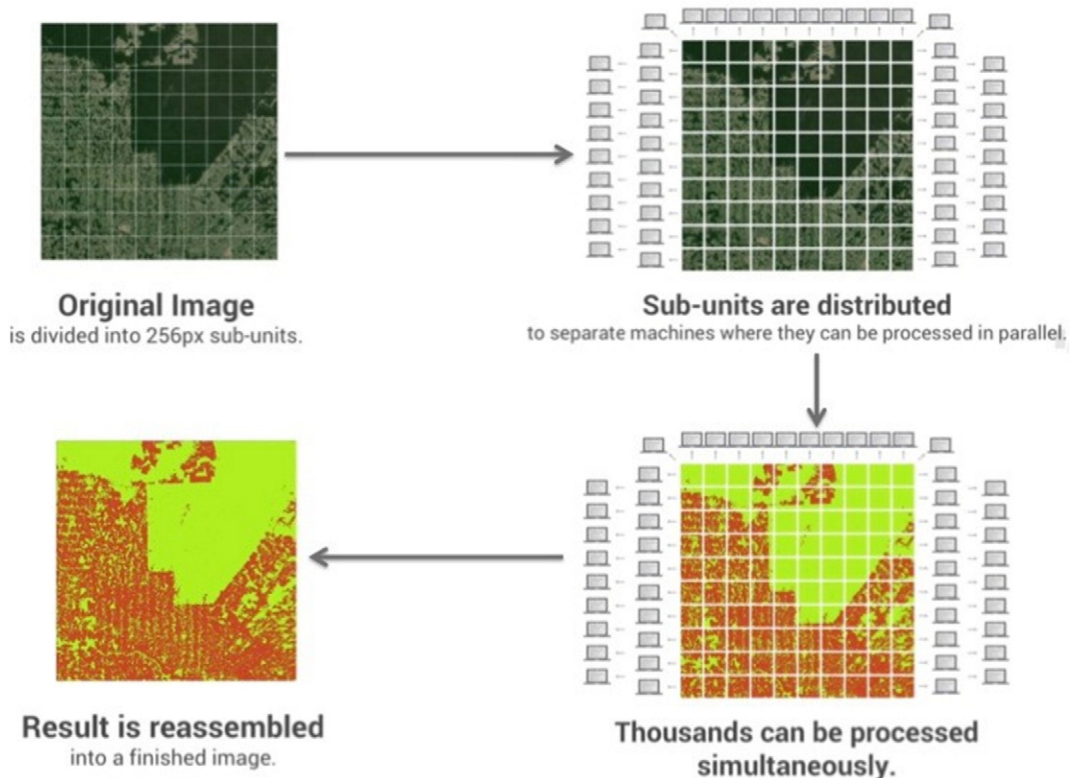 Original Image
is divided into 256px sub-units.
Sub-units are distributed
to separate machines where they can be processed in parallel.
Result is reassembled
into a finished image.
Thousands can be processed
simultaneously.